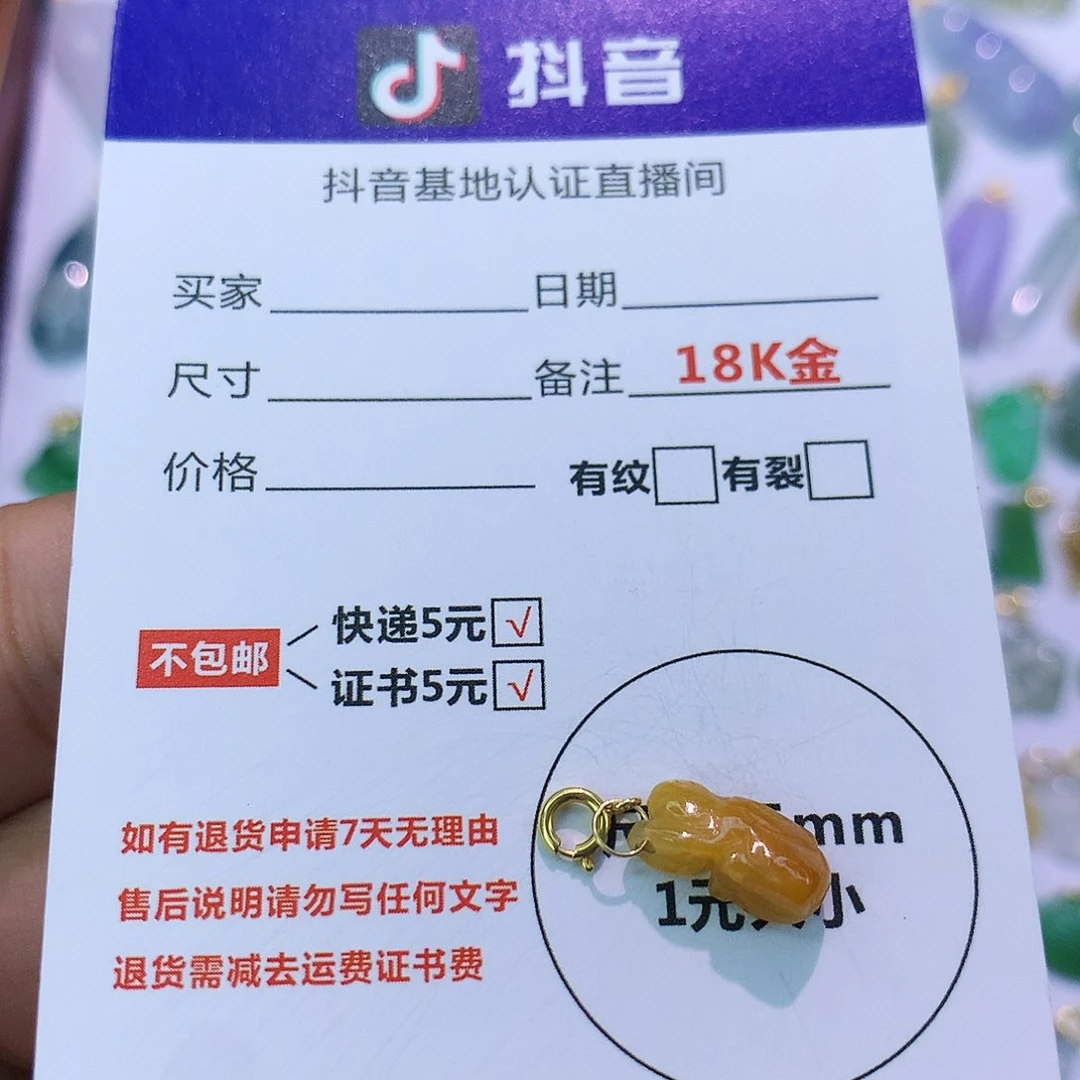 抖音
抖音基地认证直播间
买家 日期
尺寸 备注 18K金
价格 有纹 有裂
不包邮
快递5元 √
证书5元 √
如有退货申请7天无理由
售后说明请勿写任何文字
退货需减去运费证书费
mm
1元大小